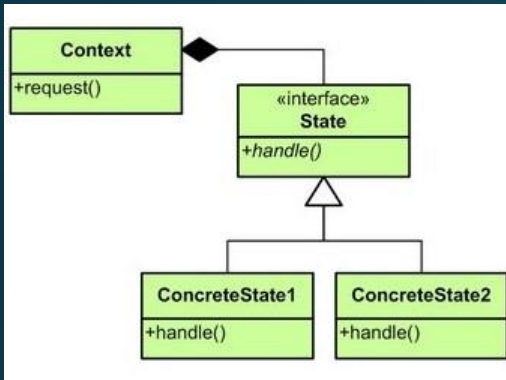 Context
+request()
«interface»
State
+handle()
ConcreteState1
+handle()
ConcreteState2
+handle()